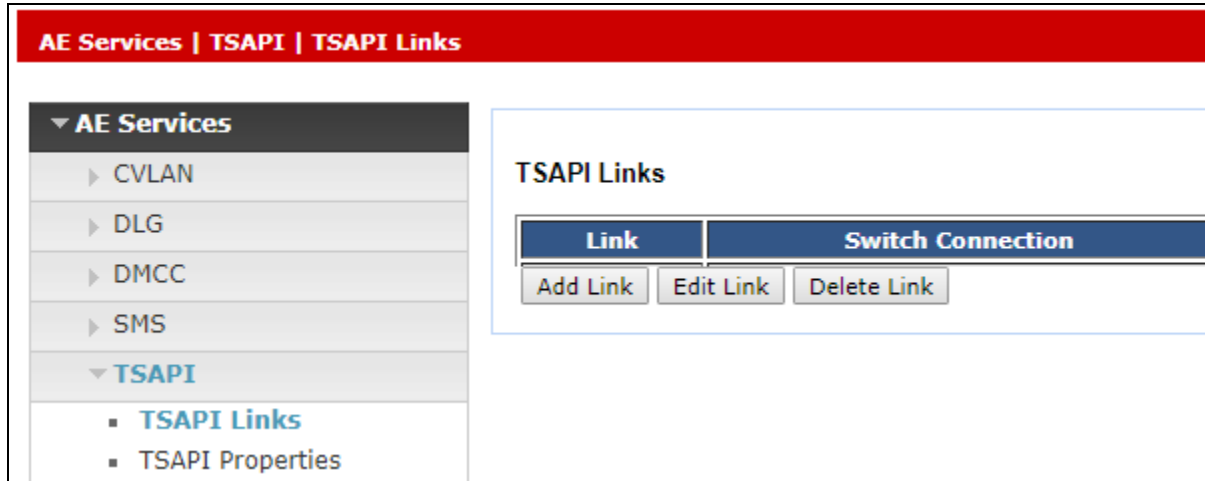 AE Services | TSAPI | TSAPI Links
AE Services
CVLAN
DLG
DMCC
SMS
TSAPI
TSAPI Links
TSAPI Properties
TSAPI Links
Link Switch Connection
Add Link Edit Link Delete Link